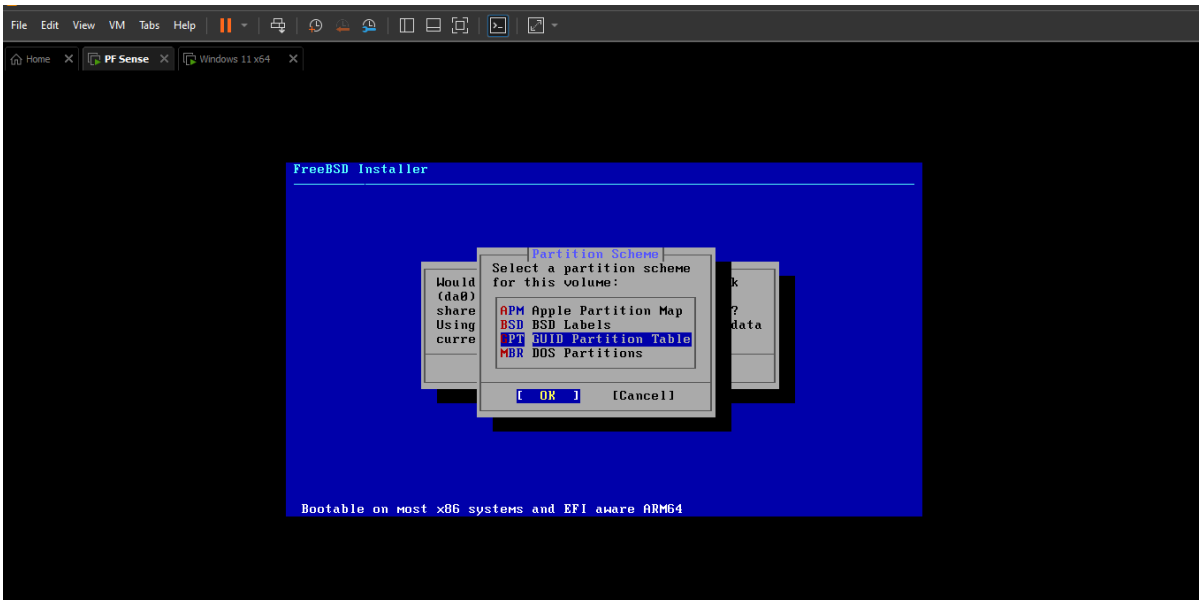 File Edit View VM Tabs Help
Home PF Sense Windows 11 x64
FreeBSD Installer
Partition Scheme
Select a partition scheme
for this volume:
APM Apple Partition Map
BSD BSD Labels
GPT GUID Partition Table
MBR DOS Partitions
[ OK ] [Cancel]
Would k
(da0)
share ?
Using data
curre
Bootable on most x86 systems and EFI aware ARM64